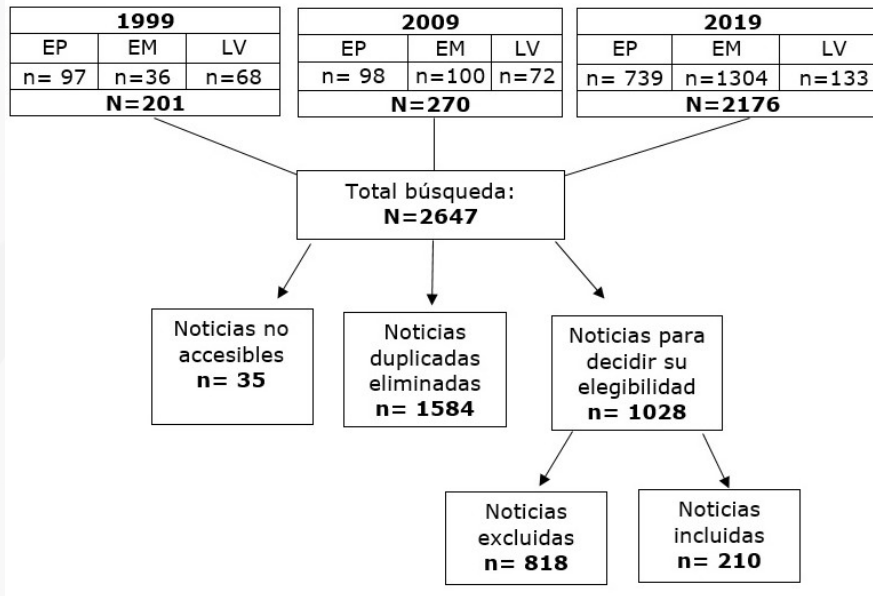 1999
EP EM LV
n= 97 n=36 n=68
N=201
2009
EP EM LV
n= 98 n=100 n=72
N=270
2019
EP EM LV
n= 739 n=1304 n=133
N=2176
Total búsqueda:
N=2647
Noticias no
accesibles
n= 35
Noticias
duplicadas
eliminadas
n= 1584
Noticias para
decidir su
elegibilidad
n= 1028
Noticias
excluidas
n= 818
Noticias
incluidas
n= 210